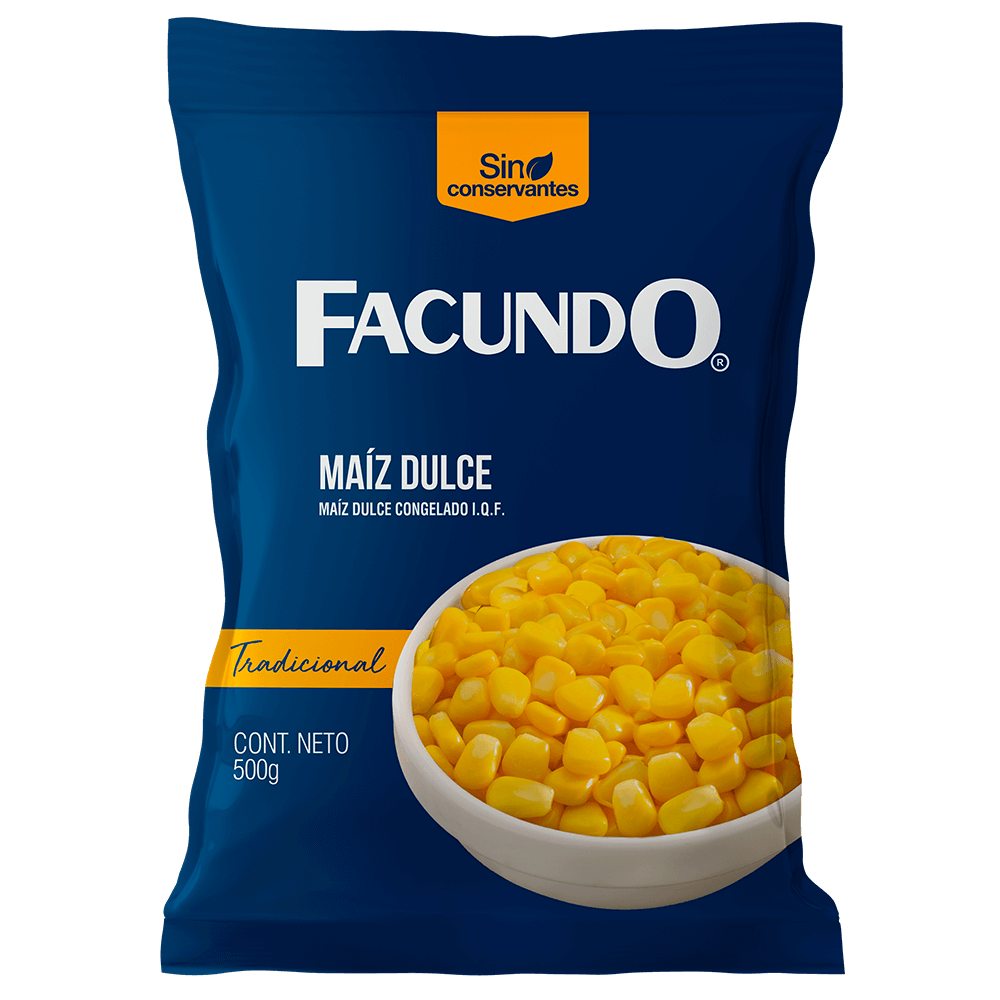 Sin
conservantes
FACUNDO®
MAÍZ DULCE
MAÍZ DULCE CONGELADO I.Q.F.
Tradicional
CONT. NETO
500g